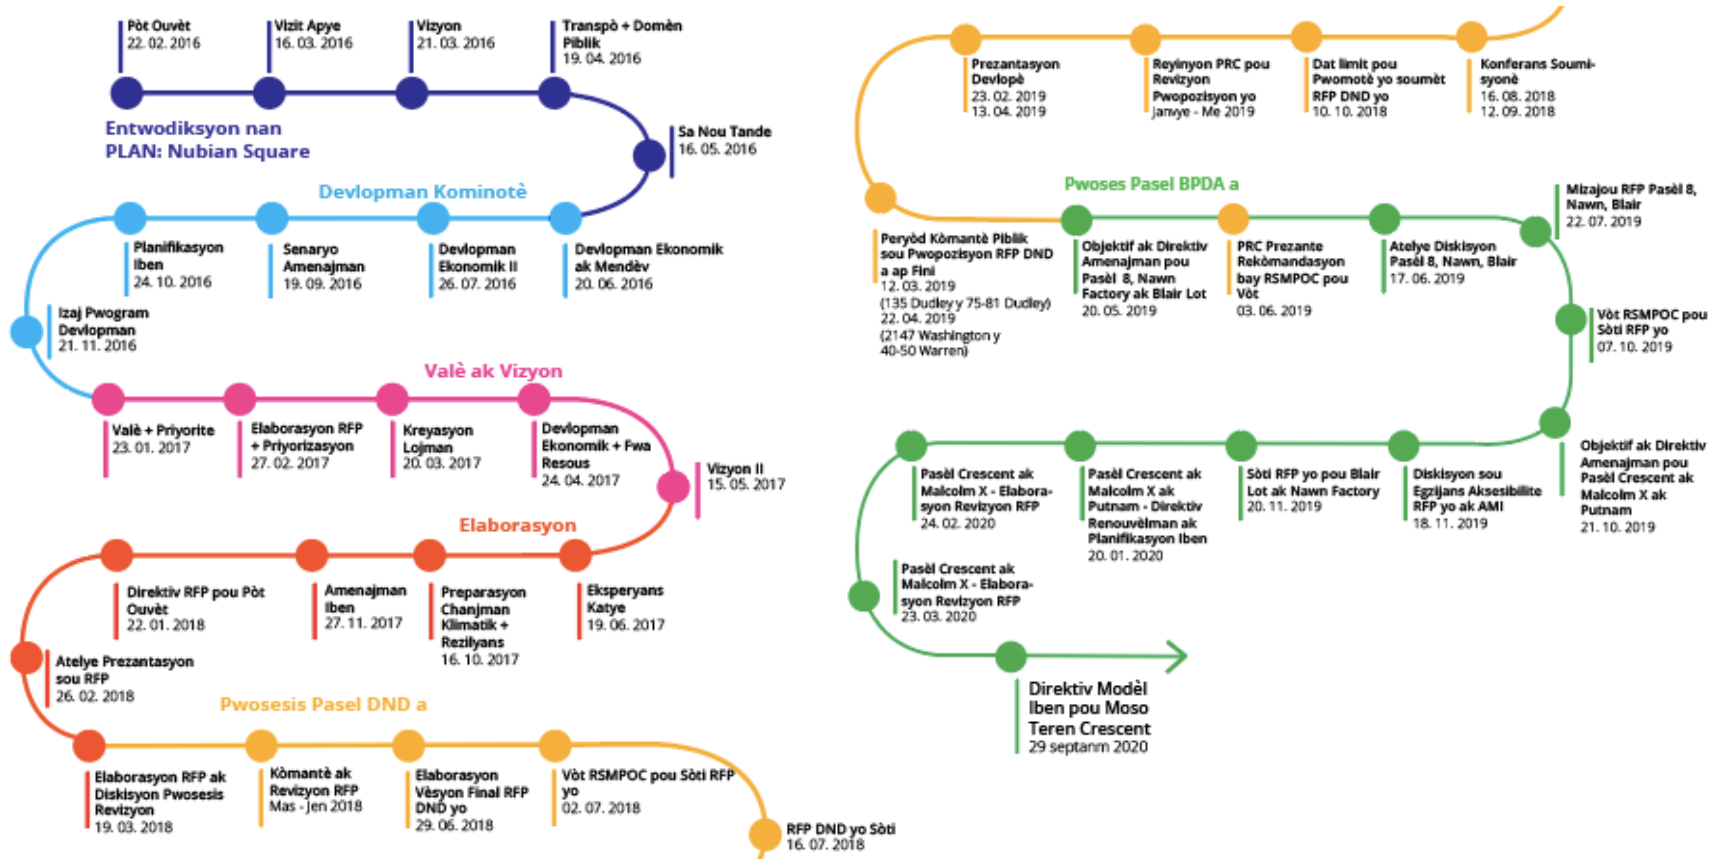 Pòt Ouvèt
22. 02. 2016
Vizit Apye
16. 03. 2016
Vizyon
21. 03. 2016
Transpò + Domèn
Piblik
19. 04. 2016
Entwodiksyon nan
PLAN: Nubian Square
Sa Nou Tande
16. 05. 2016
Devlopman Kominotè
Devlopman Ekonomik
ak Mendèv
20. 06. 2016
Devlopman
Ekonomik II
26. 07. 2016
Senaryo
Amenajman
19. 09. 2016
Planifikasyon
Iben
24. 10. 2016
Izaj Pwogram
Devlopman
21. 11. 2016
Valè ak Vizyon
Valè + Priyorite
23. 01. 2017
Elaborasyon RFP
+ Priyorizasyon
27. 02. 2017
Kreyasyon
Lojman
20. 03. 2017
Devlopman
Ekonomik + Fwa
Resous
24. 04. 2017
Vizyon II
15. 05. 2017
Elaborasyon
Eksperyans
Katye
19. 06. 2017
Preparasyon
Chanjman
Klimatik +
Rezilyans
16. 10. 2017
Amenajman
Iben
27. 11. 2017
Direktiv RFP pou Pòt
Ouvèt
22. 01. 2018
Atelye Prezantasyon
sou RFP
26. 02. 2018
Pwosesis Pasel DND a
Elaborasyon RFP ak
Diskisyon Pwosesis
Revizyon
19. 03. 2018
Kòmantè ak
Revizyon RFP
Mas - Jen 2018
Elaborasyon
Vèsyon Final RFP
DND yo
29. 06. 2018
Vòt RSMPOC pou Sòti RFP
yo
02. 07. 2018
RFP DND yo Sòti
16. 07. 2018
Konferans Soumi-
syonè
16. 08. 2018
12. 09. 2018
Dat limit pou
Pwomotè yo soumèt
RFP DND yo
10. 10. 2018
Reyinyon PRC pou
Revizyon
Pwopozisyon yo
Janvye - Me 2019
Prezantasyon
Devlopè
23. 02. 2019
13. 04. 2019
Peryòd Kòmantè Piblik
sou Pwopozisyon RFP DND
a ap Fini
12. 03. 2019
(135 Dudley y 75-81 Dudley)
22. 04. 2019
(2147 Washington y
40-50 Warren)
Pwoses Pasel BPDA a
Objektif ak Direktiv
Amenajman pou
Pasèl 8, Nawn
Factory ak Blair Lot
20. 05. 2019
PRC Prezante
Rekòmandasyon
bay RSMPOC pou
Vòt
03. 06. 2019
Atelye Diskisyon
Pasèl 8, Nawn, Blair
17. 06. 2019
Mizajou RFP Pasèl 8,
Nawn, Blair
22. 07. 2019
Vòt RSMPOC pou
Sòti RFP yo
07. 10. 2019
Objektif ak Direktiv
Amenajman pou
Pasèl Crescent ak
Malcolm X ak
Putnam
21. 10. 2019
Diskisyon sou
Egzijans Aksesibilite
RFP yo ak AMI
18. 11. 2019
Sòti RFP yo pou Blair
Lot ak Nawn Factory
20. 11. 2019
Pasèl Crescent ak
Malcolm X ak
Putnam - Direktiv
Renouvèlman ak
Planifikasyon Iben
20. 01. 2020
Pasèl Crescent ak
Malcolm X - Elabora-
syon Revizyon RFP
24. 02. 2020
Pasèl Crescent ak
Malcolm X - Elabora-
syon Revizyon RFP
23. 03. 2020
Direktiv Modèl
Iben pou Moso
Teren Crescent
29 septanm 2020